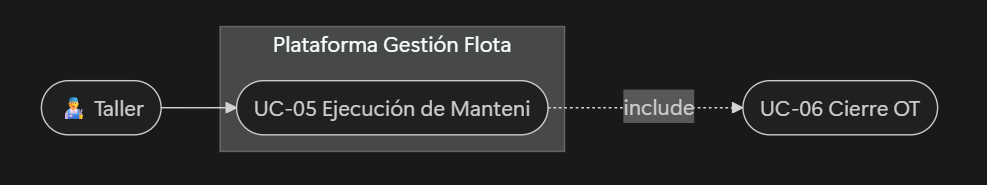 Plataforma Gestión Flota
Taller
UC-05 Ejecución de Manteni
include
UC-06 Cierre OT